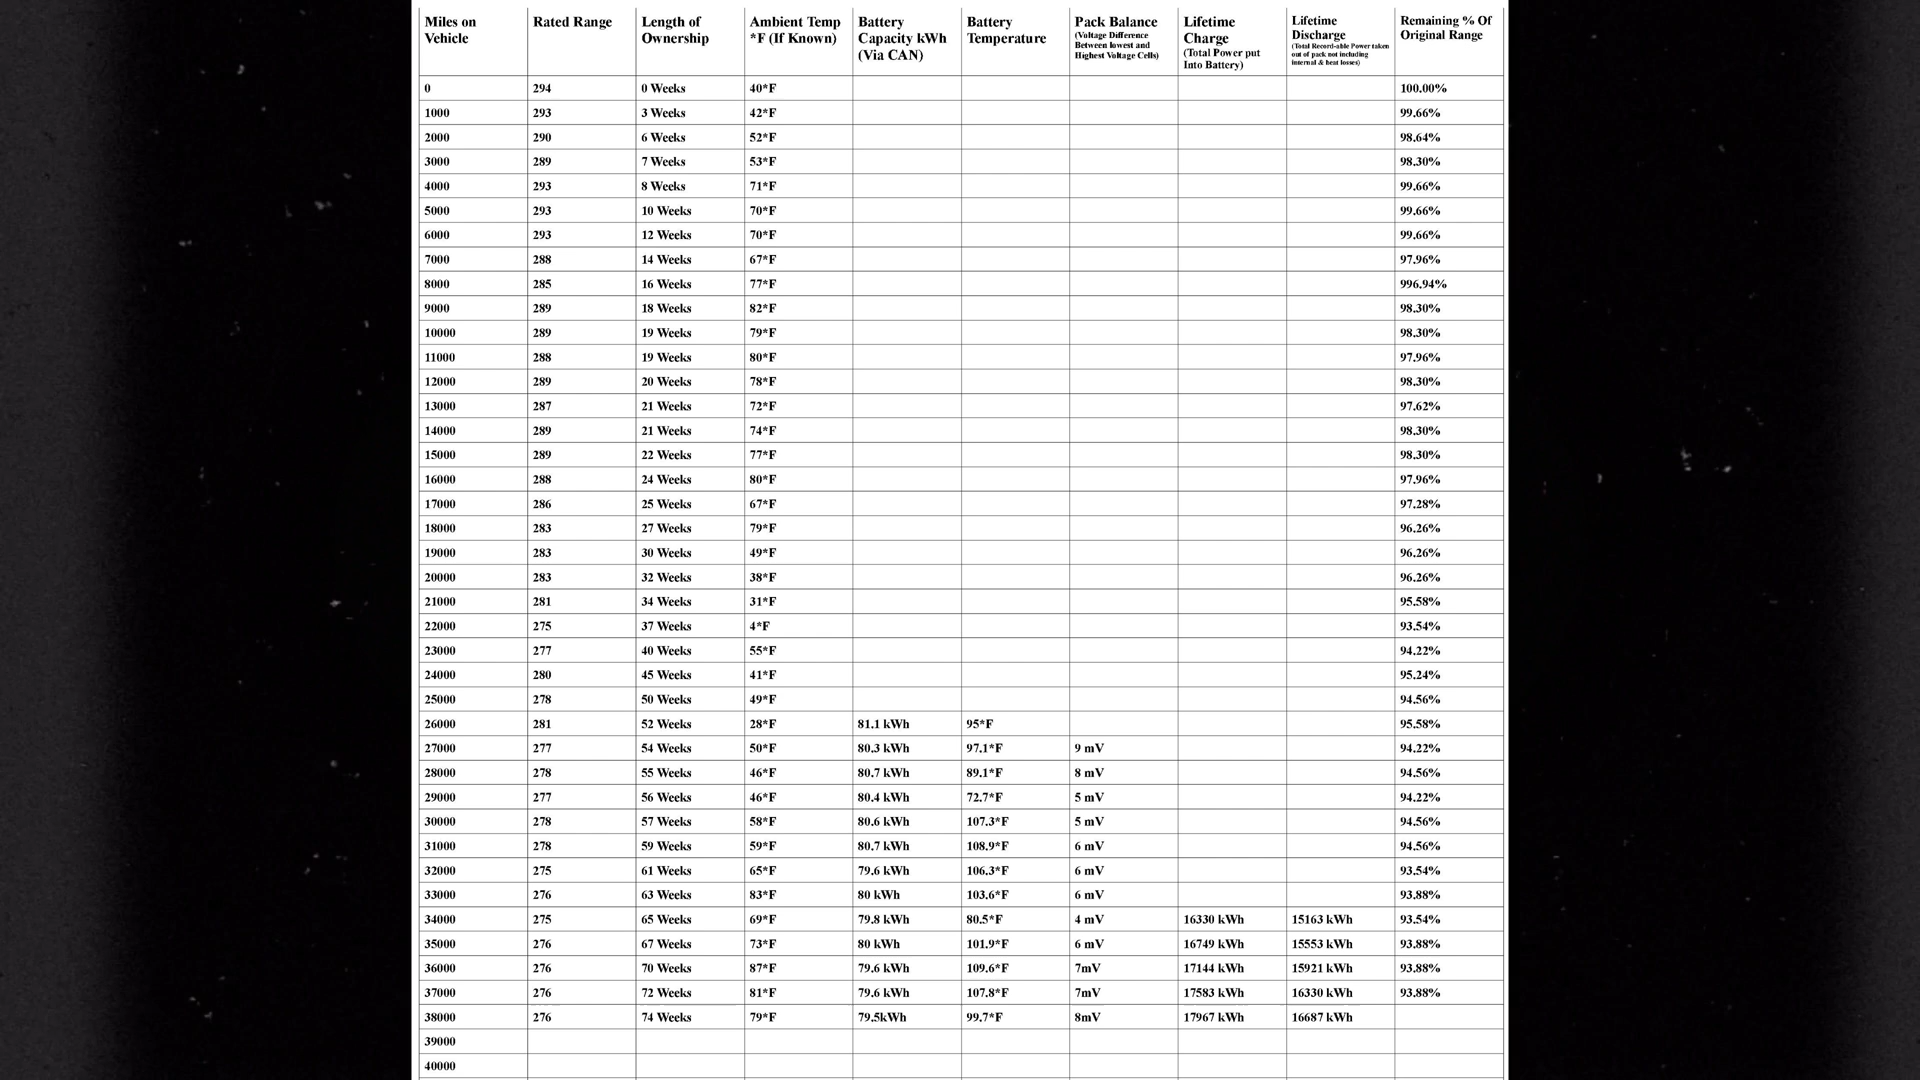 Miles on Vehicle Rated Range Length of Ownership Ambient Temp *F (If Known) Battery Capacity kWh (Via CAN) Battery Temperature Pack Balance (Voltage Difference Between lowest and Highest Voltage Cells) Lifetime Charge (Total Power put Into Battery) Lifetime Discharge (Total Record-able Power taken out of pack not including internal & heat losses) Remaining % Of Original Range
0 294 0 Weeks 40*F 100.00%
1000 293 3 Weeks 42*F 99.66%
2000 290 6 Weeks 52*F 98.64%
3000 289 7 Weeks 53*F 98.30%
4000 293 8 Weeks 71*F 99.66%
5000 293 10 Weeks 70*F 99.66%
6000 293 12 Weeks 70*F 99.66%
7000 288 14 Weeks 67*F 97.96%
8000 285 16 Weeks 77*F 996.94%
9000 289 18 Weeks 82*F 98.30%
10000 289 19 Weeks 79*F 98.30%
11000 288 19 Weeks 80*F 97.96%
12000 289 20 Weeks 78*F 98.30%
13000 287 21 Weeks 72*F 97.62%
14000 289 21 Weeks 74*F 98.30%
15000 289 22 Weeks 77*F 98.30%
16000 288 24 Weeks 80*F 97.96%
17000 286 25 Weeks 67*F 97.28%
18000 283 27 Weeks 79*F 96.26%
19000 283 30 Weeks 49*F 96.26%
20000 283 32 Weeks 38*F 96.26%
21000 281 34 Weeks 31*F 95.58%
22000 275 37 Weeks 4*F 93.54%
23000 277 40 Weeks 55*F 94.22%
24000 280 45 Weeks 41*F 95.24%
25000 278 50 Weeks 49*F 94.56%
26000 281 52 Weeks 28*F 81.1 kWh 95*F 95.58%
27000 277 54 Weeks 50*F 80.3 kWh 97.1*F 9 mV 94.22%
28000 278 55 Weeks 46*F 80.7 kWh 89.1*F 8 mV 94.56%
29000 277 56 Weeks 46*F 80.4 kWh 72.7*F 5 mV 94.22%
30000 278 57 Weeks 58*F 80.6 kWh 107.3*F 5 mV 94.56%
31000 278 59 Weeks 59*F 80.7 kWh 108.9*F 6 mV 94.56%
32000 275 61 Weeks 65*F 79.6 kWh 106.3*F 6 mV 93.54%
33000 276 63 Weeks 83*F 80 kWh 103.6*F 6 mV 93.88%
34000 275 65 Weeks 69*F 79.8 kWh 80.5*F 4 mV 16330 kWh 15163 kWh 93.54%
35000 276 67 Weeks 73*F 80 kWh 101.9*F 6 mV 16749 kWh 15553 kWh 93.88%
36000 276 70 Weeks 87*F 79.6 kWh 109.6*F 7mV 17144 kWh 15921 kWh 93.88%
37000 276 72 Weeks 81*F 79.6 kWh 107.8*F 7mV 17583 kWh 16330 kWh 93.88%
38000 276 74 Weeks 79*F 79.5kWh 99.7*F 8mV 17967 kWh 16687 kWh
39000
40000